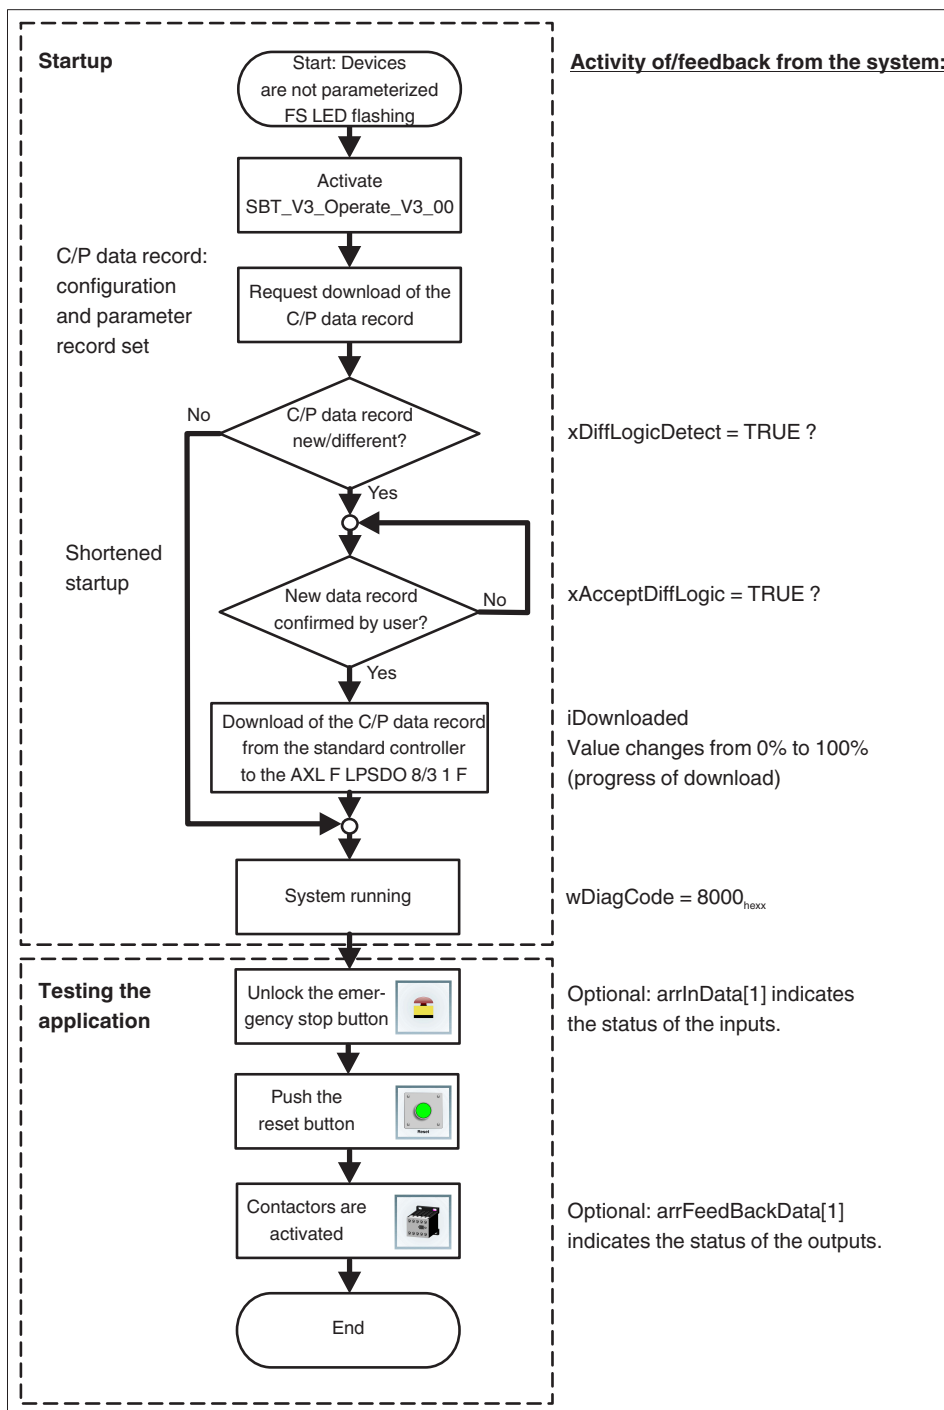 Startup
Start: Devices
are not parameterized
FS LED flashing
Activity of/feedback from the system:
Activate
SBT_V3_Operate_V3_00
C/P data record:
configuration
and parameter
record set
Request download of the
C/P data record
No
C/P data record
new/different?
xDiffLogicDetect = TRUE ?
Yes
Shortened
startup
New data record
confirmed by user?
No
xAcceptDiffLogic = TRUE ?
Yes
Download of the C/P data record
from the standard controller
to the AXL F LPSDO 8/3 1 F
iDownloaded
Value changes from 0% to 100%
(progress of download)
System running
wDiagCode = 8000hexx
Testing the
application
Unlock the emer-
gency stop button
Optional: arrInData[1] indicates
the status of the inputs.
Push the
reset button
Reset
Contactors are
activated
Optional: arrFeedBackData[1]
indicates the status of the outputs.
End